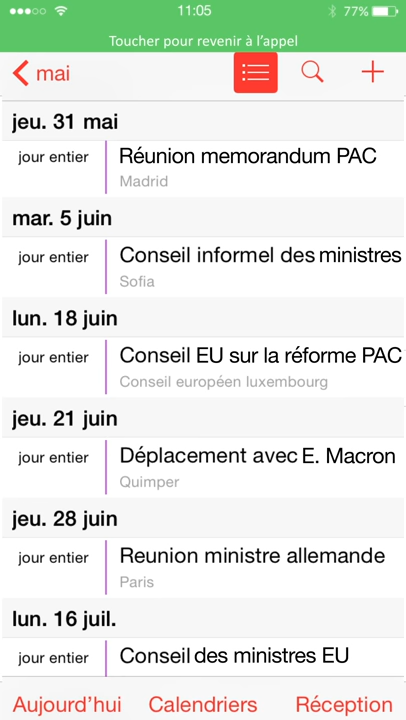 11:05
77%
Toucher pour revenir à l'appel
mai
jeu. 31 mai
jour entier Réunion memorandum PAC
Madrid
mar. 5 juin
jour entier Conseil informel des ministres
Sofia
lun. 18 juin
jour entier Conseil EU sur la réforme PAC
Conseil européen luxembourg
jeu. 21 juin
jour entier Déplacement avec E. Macron
Quimper
jeu. 28 juin
jour entier Reunion ministre allemande
Paris
lun. 16 juil.
jour entier Conseil des ministres EU
Aujourd'hui Calendriers Réception